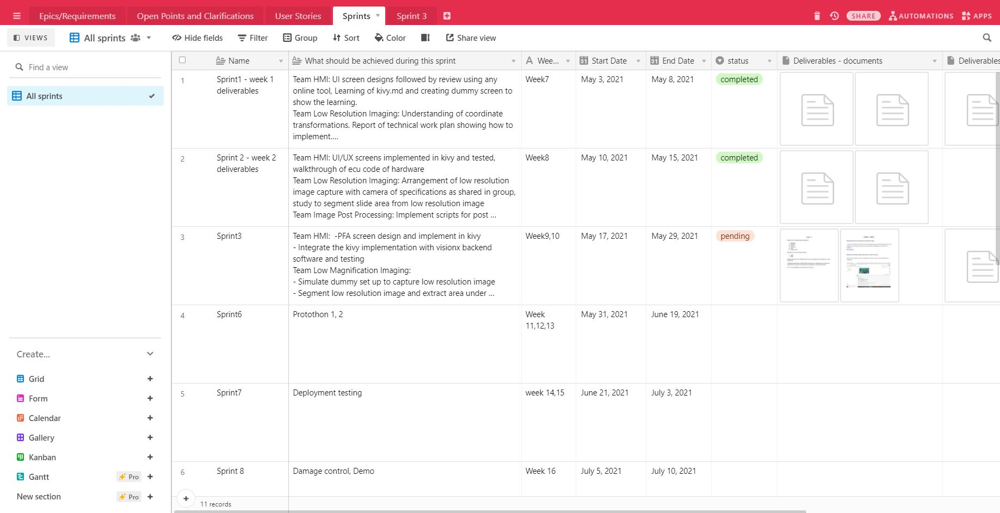 Epics/Requirements Open Points and Clarifications User Stories Sprints Sprint 3 SHARE AUTOMATIONS APPS
VIEWS All sprints Hide fields Filter Group Sort Color Share view
Find a view
All sprints
Create...
Grid
Form
Calendar
Gallery
Kanban
Gantt Pro
New section Pro
Name What should be achieved during this sprint Wee... Start Date End Date status Deliverables - documents Deliverables
1 Sprint1 - week 1 deliverables
Team HMI: UI screen designs followed by review using any
online tool, Learning of kivy.md and creating dummy screen to
show the learning.
Team Low Resolution Imaging: Understanding of coordinate
transformations. Report of technical work plan showing how to
implement....
Week7 May 3, 2021 May 8, 2021 completed
2 Sprint 2 - week 2 deliverables
Team HMI: UI/UX screens implemented in kivy and tested,
walkthrough of ecu code of hardware
Team Low Resolution Imaging: Arrangement of low resolution
image capture with camera of specifications as shared in group,
study to segment slide area from low resolution image
Team Image Post Processing: Implement scripts for post ...
Week8 May 10, 2021 May 15, 2021 completed
3 Sprint3
Team HMI: -PFA screen design and implement in kivy
- Integrate the kivy implementation with visionx backend
software and testing
Team Low Magnification Imaging:
- Simulate dummy set up to capture low resolution image
- Segment low resolution image and extract area under ...
Week9,10 May 17, 2021 May 29, 2021 pending
4 Sprint6 Protothon 1, 2 Week 11,12,13 May 31, 2021 June 19, 2021
5 Sprint7 Deployment testing week 14,15 June 21, 2021 July 3, 2021
6 Sprint 8 Damage control, Demo Week 16 July 5, 2021 July 10, 2021
11 records